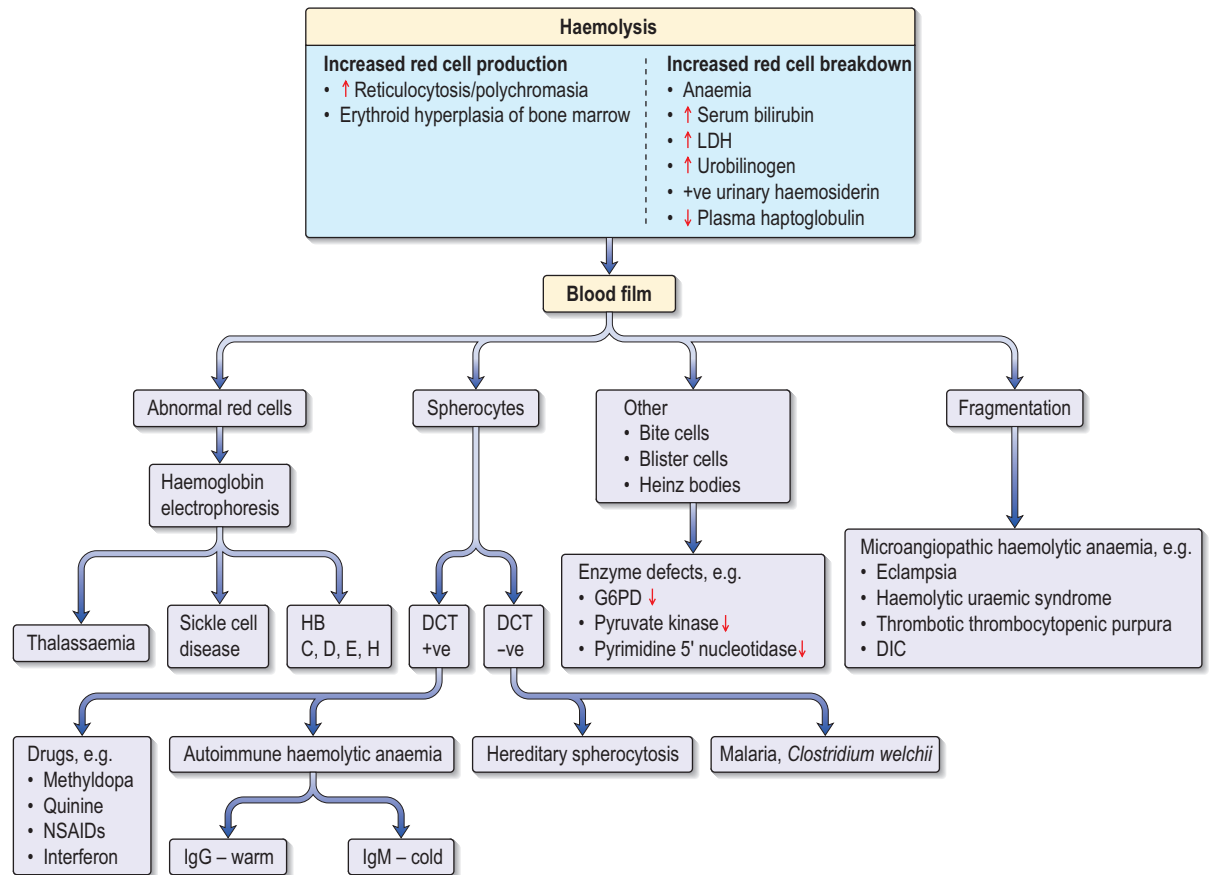 Haemolysis
Increased red cell production
• ↑ Reticulocytosis/polychromasia
• Erythroid hyperplasia of bone marrow
Increased red cell breakdown
• Anaemia
• ↑ Serum bilirubin
• ↑ LDH
• ↑ Urobilinogen
• +ve urinary haemosiderin
• ↓ Plasma haptoglobulin
Blood film
Abnormal red cells
Spherocytes
Other
• Bite cells
• Blister cells
• Heinz bodies
Fragmentation
Haemoglobin
electrophoresis
Thalassaemia
Sickle cell
disease
HB
C, D, E, H
DCT
+ve
DCT
–ve
Enzyme defects, e.g.
• G6PD ↓
• Pyruvate kinase↓
• Pyrimidine 5' nucleotidase↓
Microangiopathic haemolytic anaemia, e.g.
• Eclampsia
• Haemolytic uraemic syndrome
• Thrombotic thrombocytopenic purpura
• DIC
Drugs, e.g.
• Methyldopa
• Quinine
• NSAIDs
• Interferon
Autoimmune haemolytic anaemia
Hereditary spherocytosis
Malaria, Clostridium welchii
IgG – warm
IgM – cold